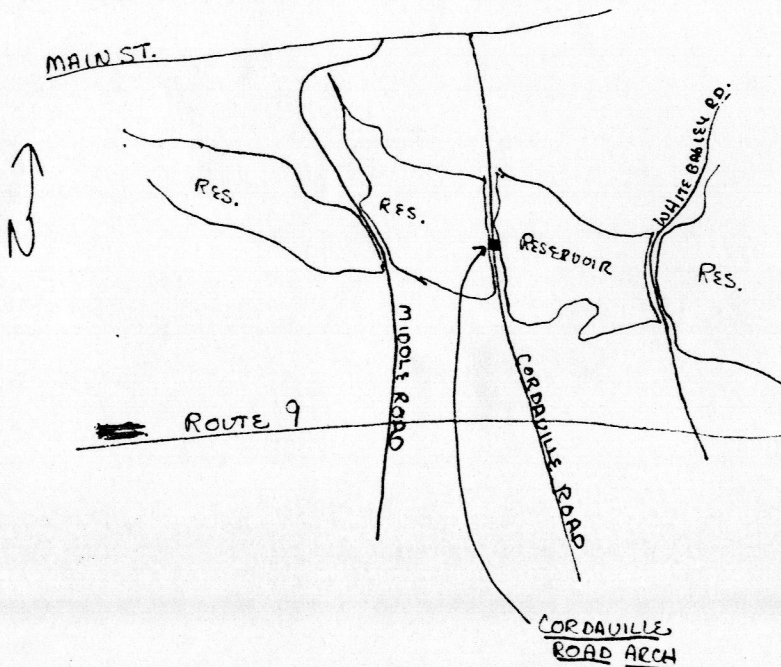 MAIN ST.
N
RES.
RES.
RESERVOIR
WHITE BAGLEY RD.
RES.
MIDDLE ROAD
CORDAVILLE ROAD
ROUTE 9
CORDAVILLE
ROAD ARCH